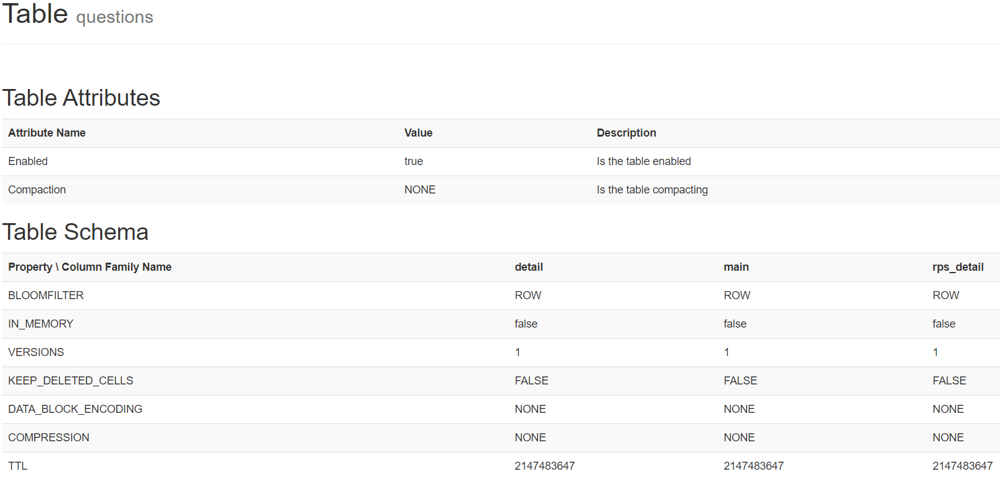 Table questions
Table Attributes
Attribute Name Value Description
Enabled true Is the table enabled
Compaction NONE Is the table compacting
Table Schema
Property \ Column Family Name detail main rps_detail
BLOOMFILTER ROW ROW ROW
IN_MEMORY false false false
VERSIONS 1 1 1
KEEP_DELETED_CELLS FALSE FALSE FALSE
DATA_BLOCK_ENCODING NONE NONE NONE
COMPRESSION NONE NONE NONE
TTL 2147483647 2147483647 2147483647